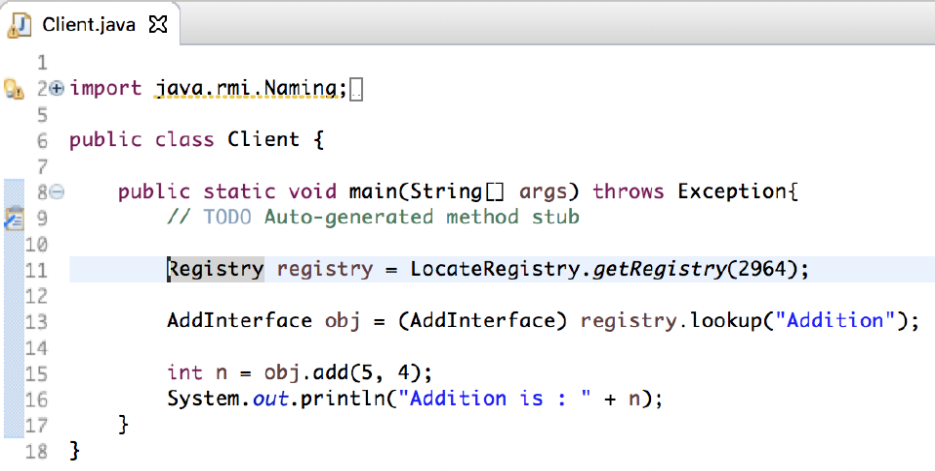 Client.java
1
2 import java.rmi.Naming;
5
6 public class Client {
7
8 public static void main(String[] args) throws Exception{
9 // TODO Auto-generated method stub
10
11 Registry registry = LocateRegistry.getRegistry(2964);
12
13 AddInterface obj = (AddInterface) registry.lookup("Addition");
14
15 int n = obj.add(5, 4);
16 System.out.println("Addition is : " + n);
17 }
18 }